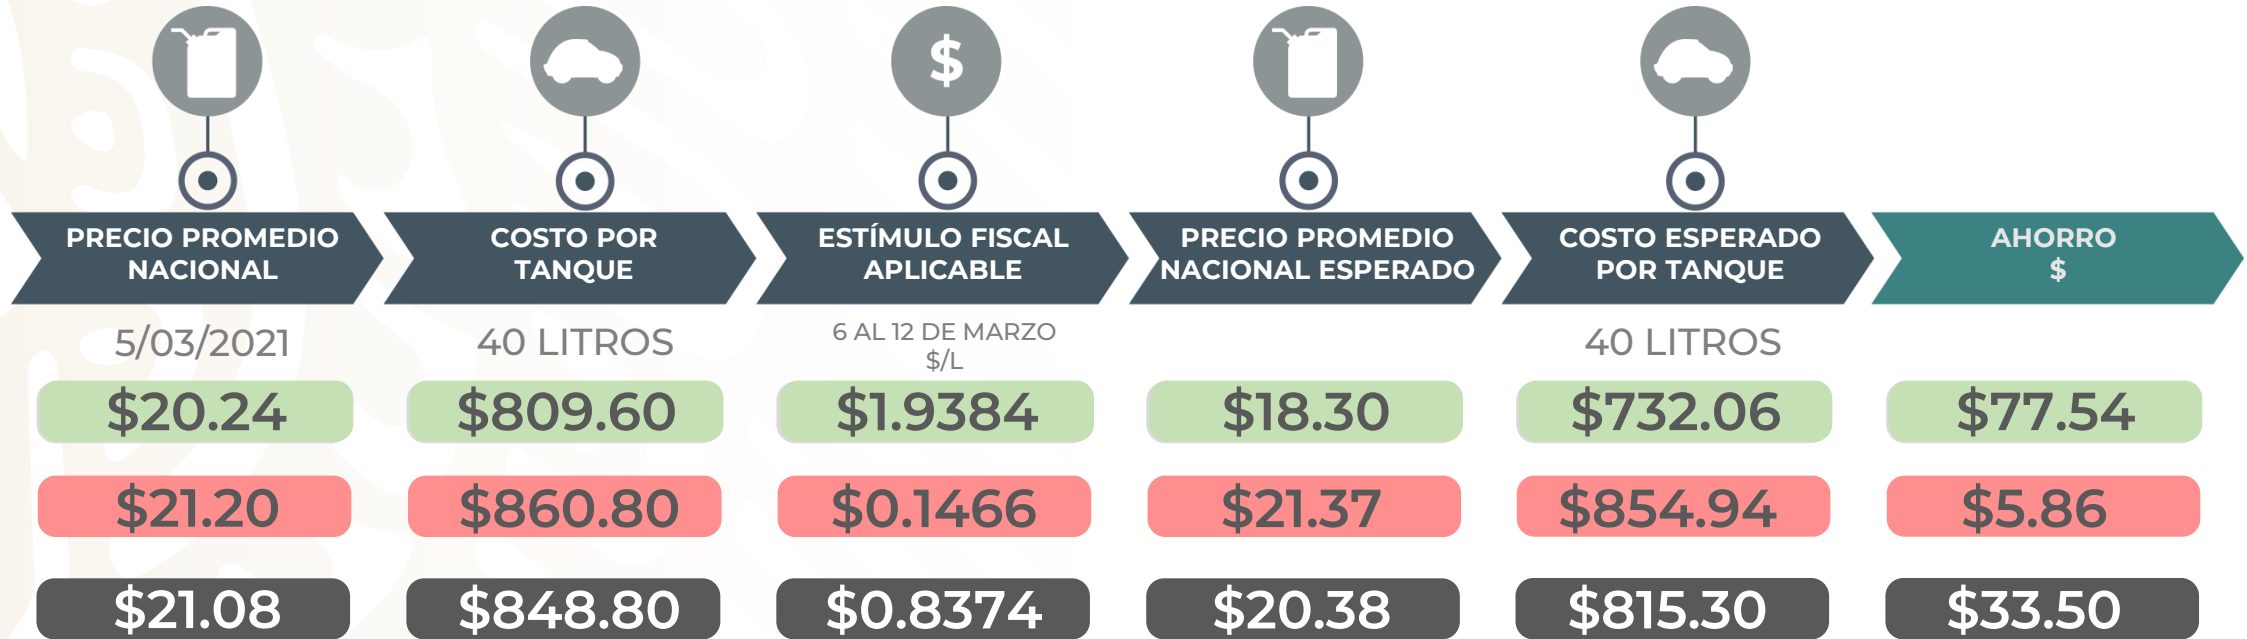 $
PRECIO PROMEDIO
NACIONAL
COSTO POR
TANQUE
ESTÍMULO FISCAL
APLICABLE
PRECIO PROMEDIO
NACIONAL ESPERADO
COSTO ESPERADO
POR TANQUE
AHORRO
$
5/03/2021
40 LITROS
6 AL 12 DE MARZO
$/L
40 LITROS
$20.24
$809.60
$1.9384
$18.30
$732.06
$77.54
$21.20
$860.80
$0.1466
$21.37
$854.94
$5.86
$21.08
$848.80
$0.8374
$20.38
$815.30
$33.50